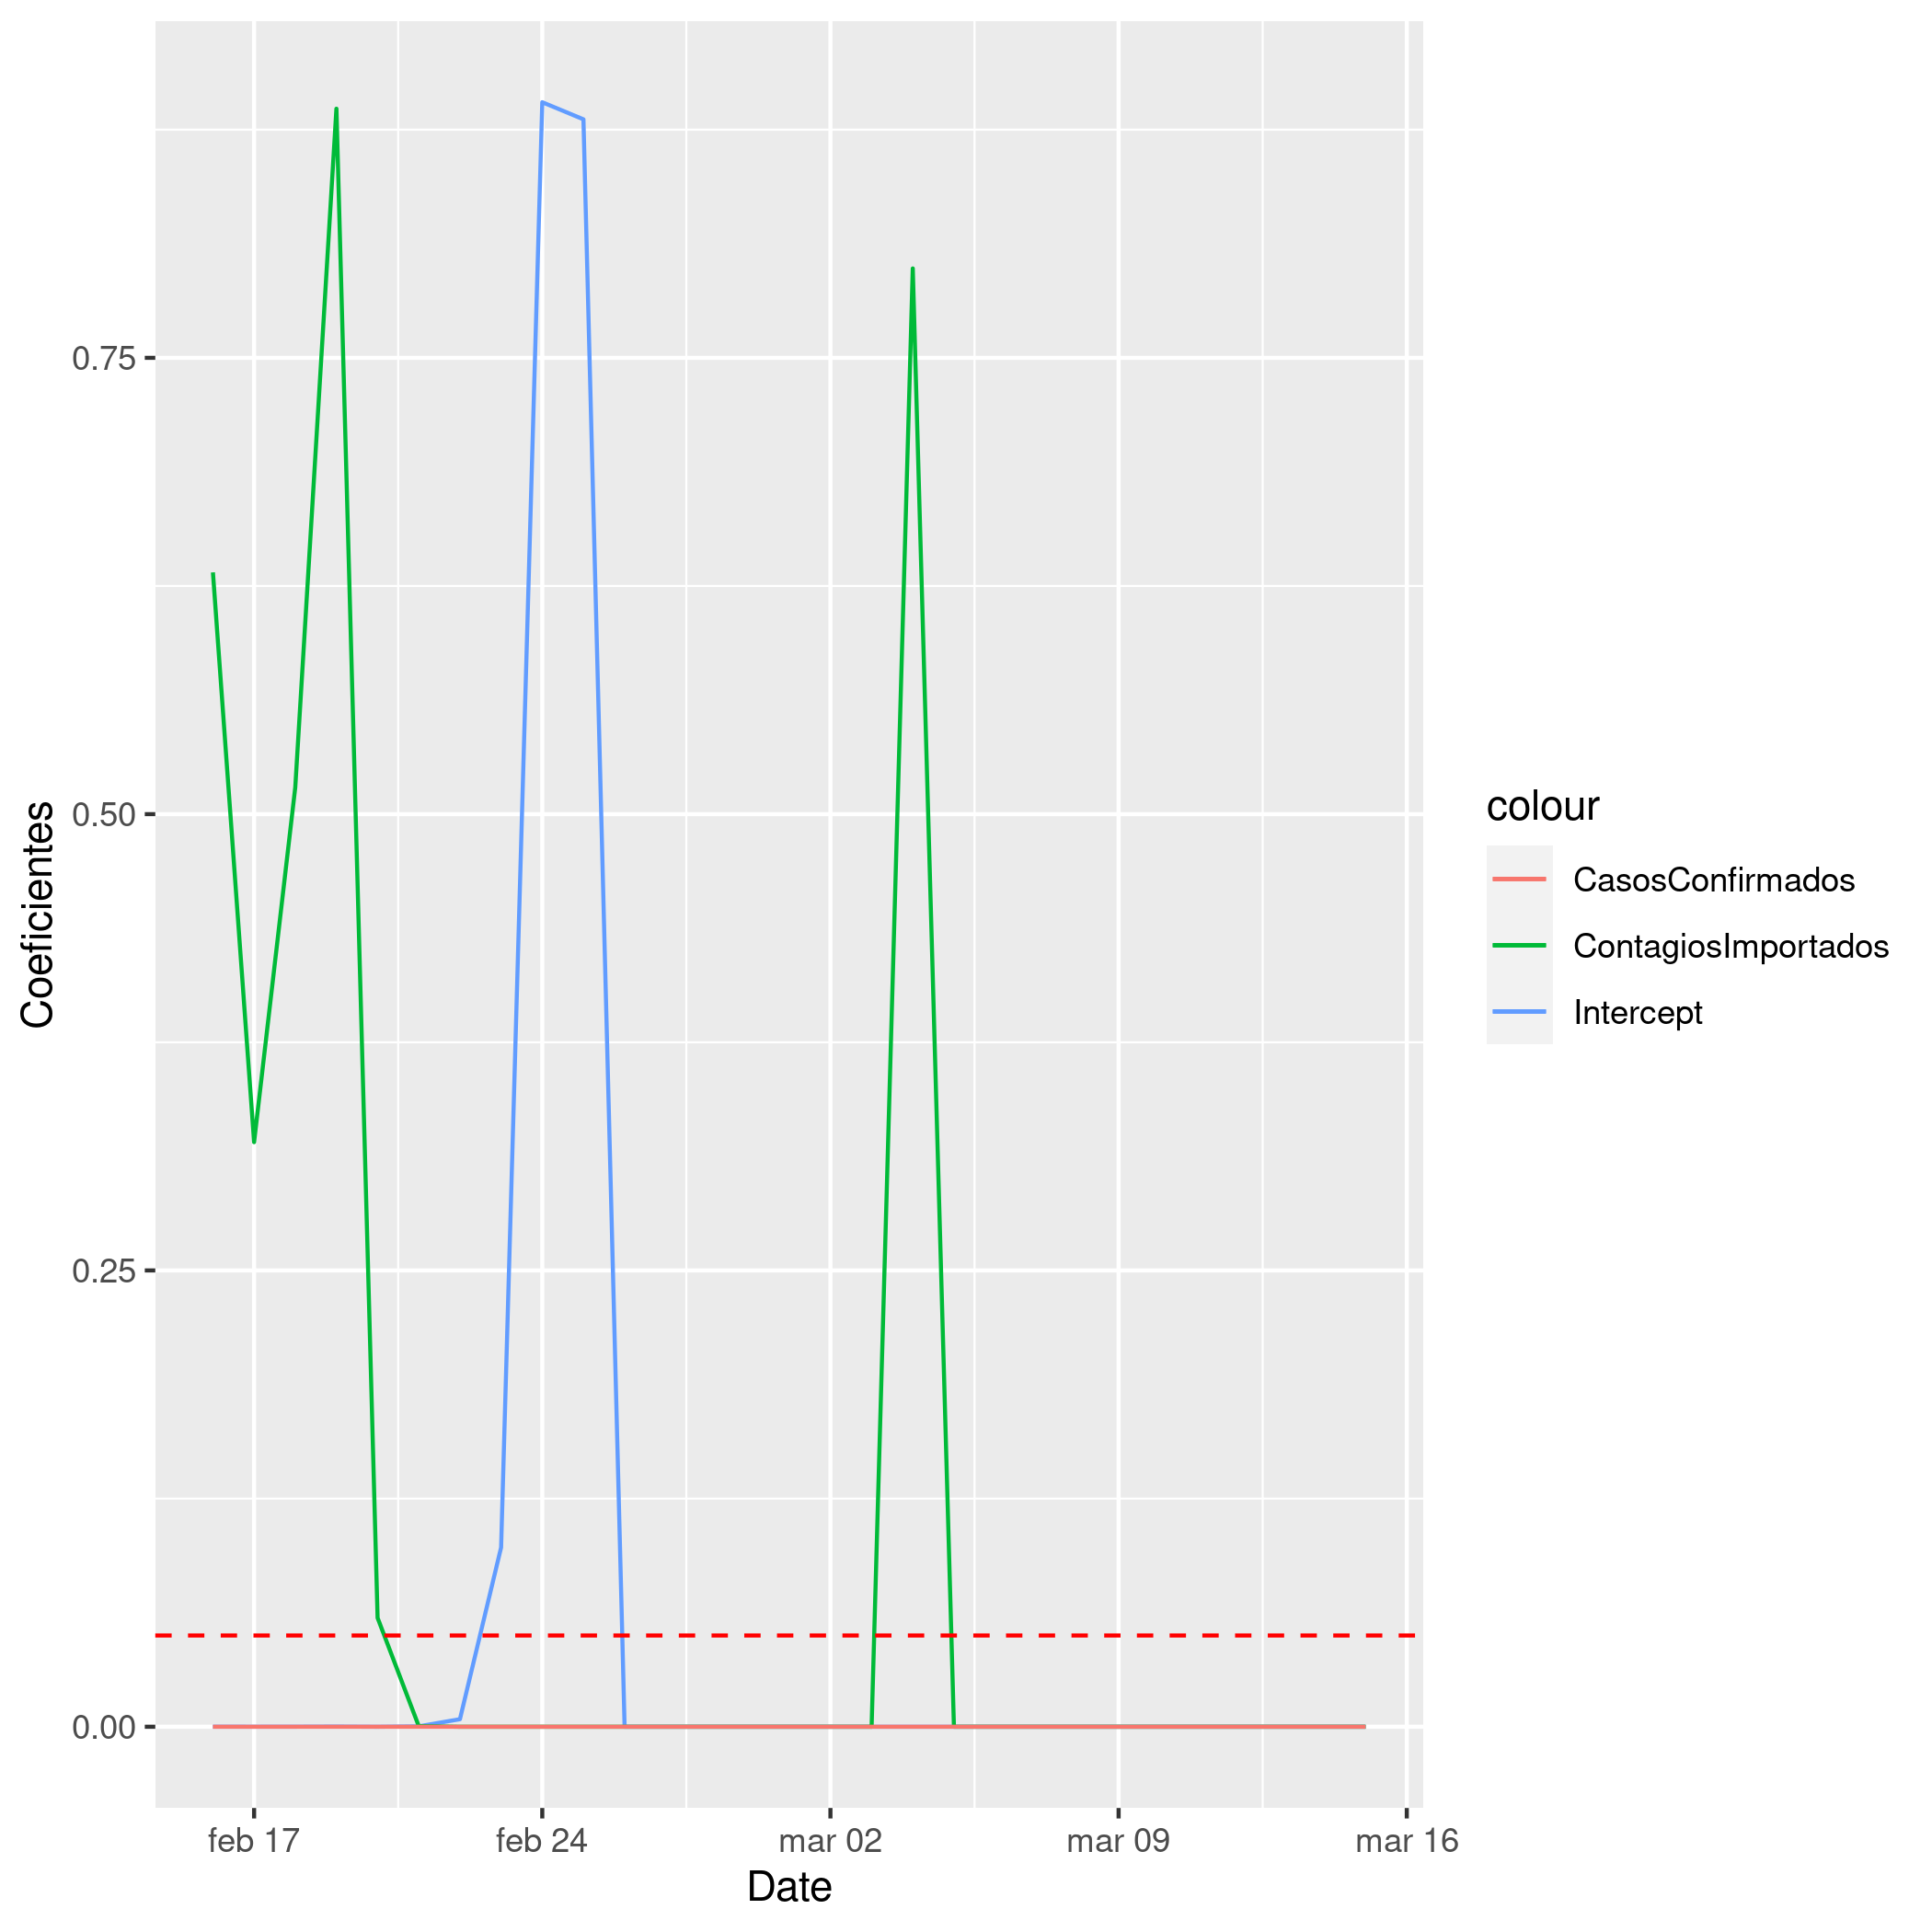 Coeficientes
0.75
0.50
0.25
0.00
feb 17
feb 24
mar 02
mar 09
mar 16
Date
colour
CasosConfirmados
ContagiosImportados
Intercept